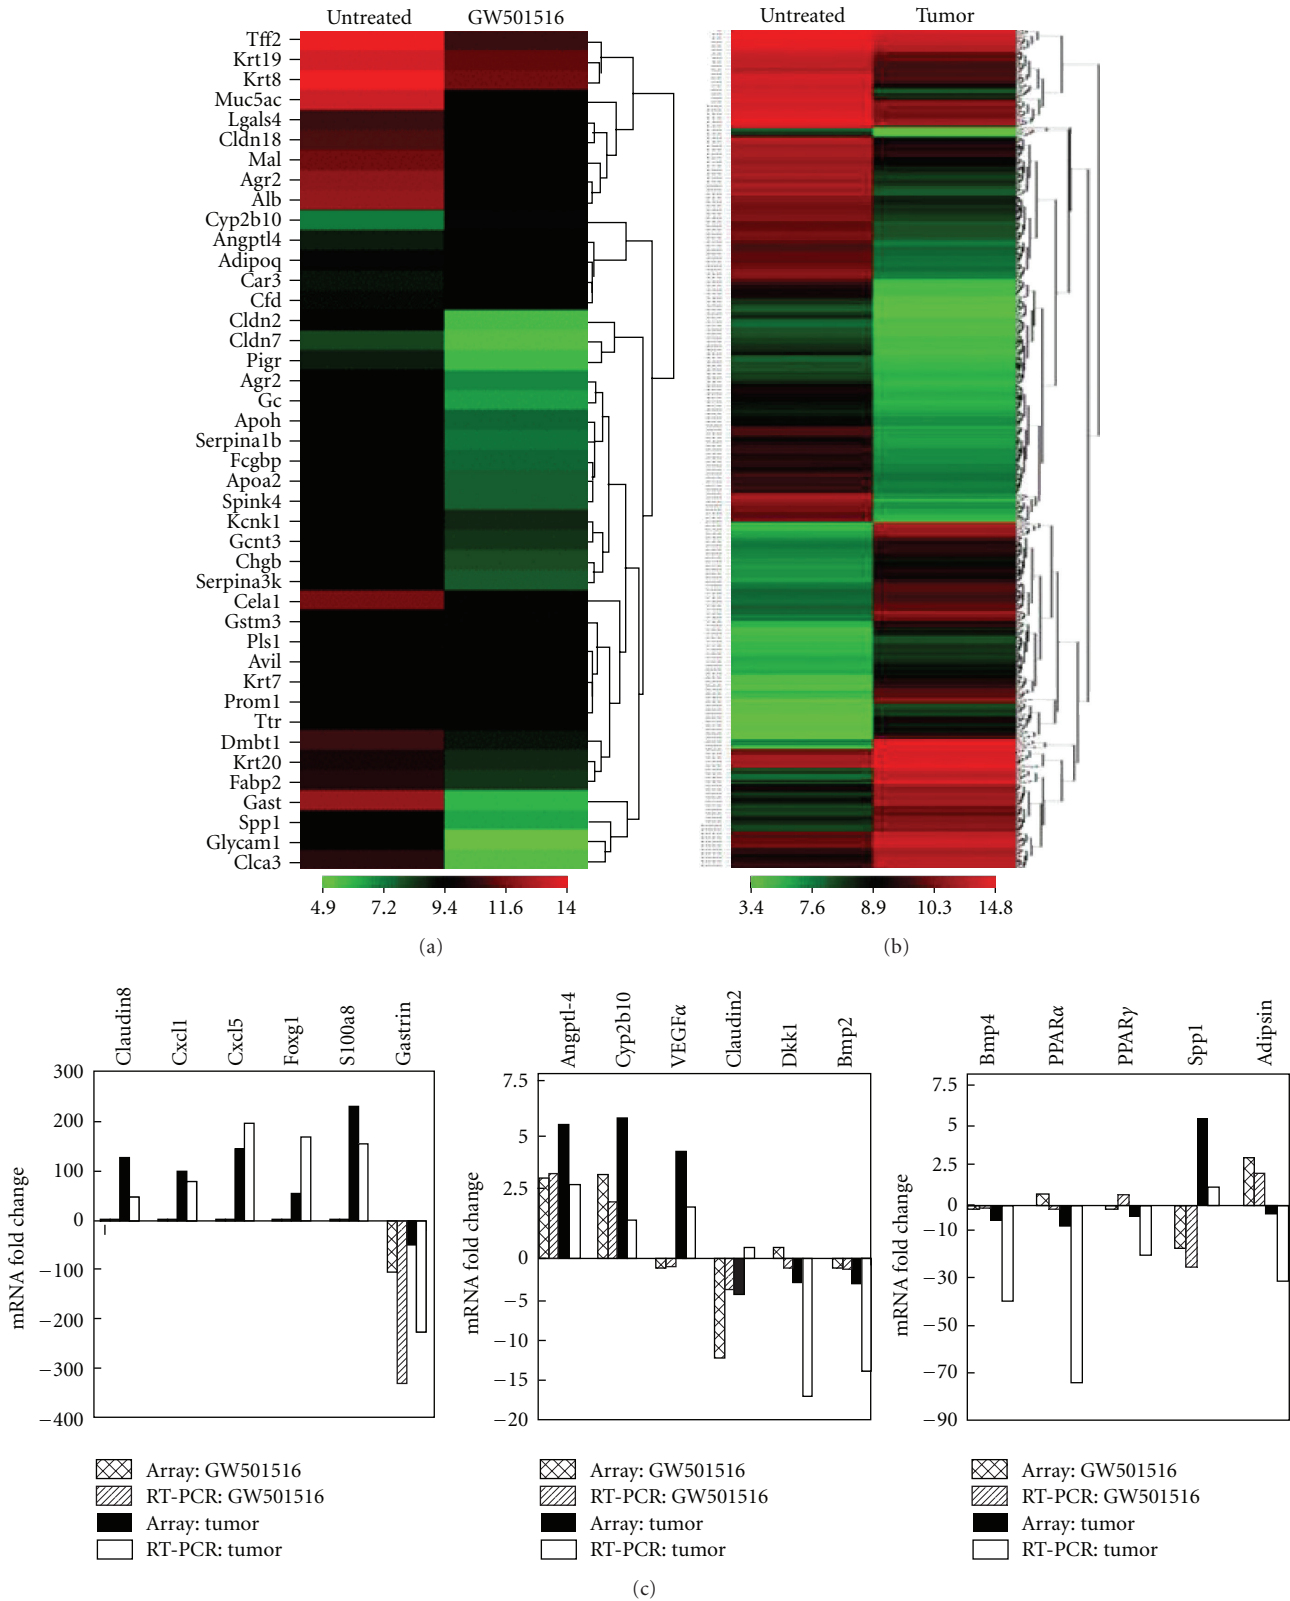 Untreated GW501516
Tff2
Krt19
Krt8
Muc5ac
Lgals4
Cldn18
Mal
Agr2
Alb
Cyp2b10
Angptl4
Adipoq
Car3
Cfd
Cldn2
Cldn7
Pigr
Agr2
Gc
Apoh
Serpina1b
Fcgbp
Apoa2
Spink4
Kcnk1
Gcnt3
Chgb
Serpina3k
Cela1
Gstm3
Pls1
Avil
Krt7
Prom1
Ttr
Dmbt1
Krt20
Fabp2
Gast
Spp1
Glycam1
Clca3
4.9 7.2 9.4 11.6 14
(a)
Untreated Tumor
3.4 7.6 8.9 10.3 14.8
(b)
Claudin8
Cxcl1
Cxcl5
Foxg1
S100a8
Gastrin
mRNA fold change
300
200
100
0
−100
−200
−300
−400
Array: GW501516
RT-PCR: GW501516
Array: tumor
RT-PCR: tumor
Angptl-4
Cyp2b10
VEGFα
Claudin2
Dkk1
Bmp2
mRNA fold change
7.5
5
2.5
0
−5
−10
−15
−20
Array: GW501516
RT-PCR: GW501516
Array: tumor
RT-PCR: tumor
Bmp4
PPARα
PPARγ
Spp1
Adipsin
mRNA fold change
7.5
5
2.5
0
−10
−30
−50
−70
−90
Array: GW501516
RT-PCR: GW501516
Array: tumor
RT-PCR: tumor
(c)